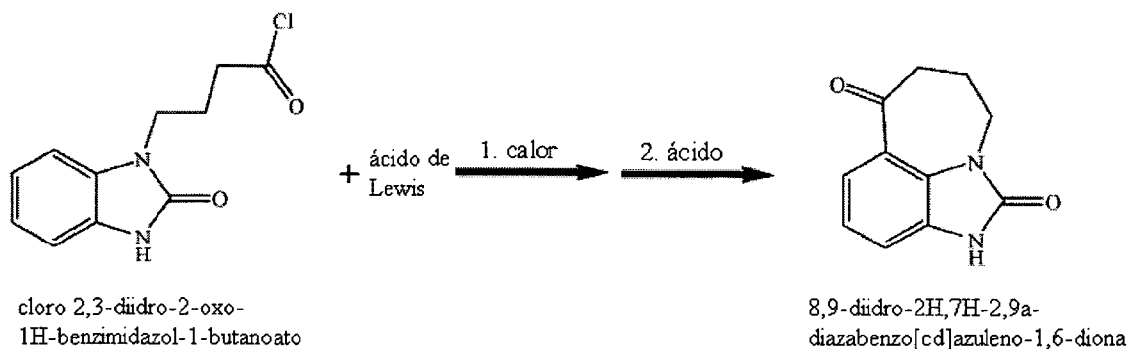 Cl
O
N
O
N
H
+ ácido de
Lewis
1. calor
2. ácido
O
N
O
N
H
cloro 2,3-diidro-2-oxo-
1H-benzimidazol-1-butanoato
8,9-diidro-2H,7H-2,9a-
diazabenzo[cd]azuleno-1,6-diona